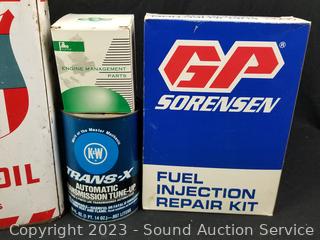 OIL
ENGINE MANAGEMENT
PARTS
K·W
TRANS-X
AUTOMATIC
TRANSMISSION TUNE-UP
GP
SORENSEN
®
FUEL
INJECTION
REPAIR KIT
Copyright 2023 - Sound Auction Service